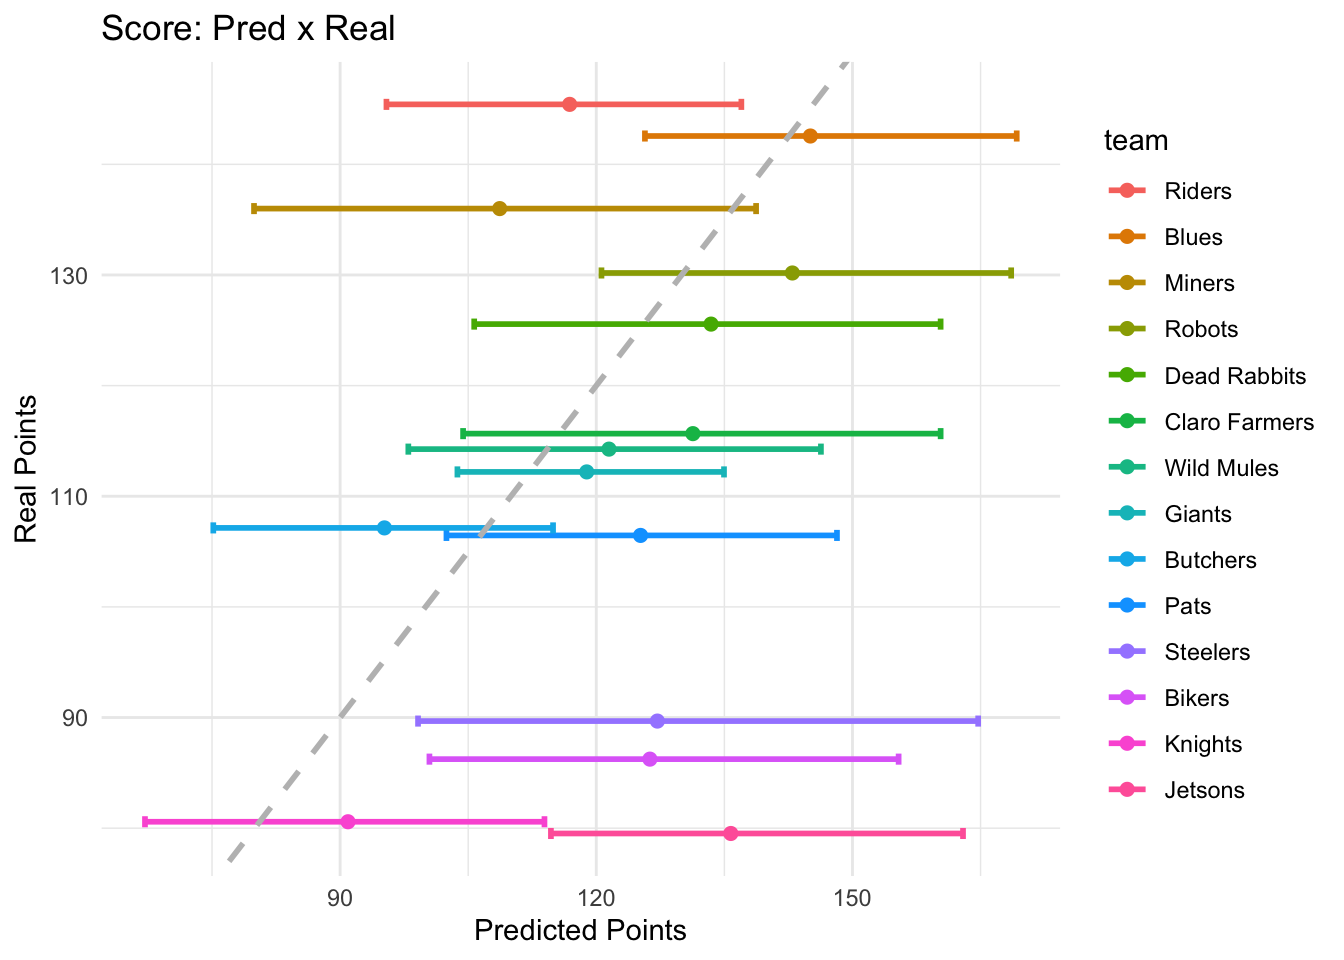 Score: Pred x Real
Real Points
130
110
90
90
120
150
Predicted Points
team
Riders
Blues
Miners
Robots
Dead Rabbits
Claro Farmers
Wild Mules
Giants
Butchers
Pats
Steelers
Bikers
Knights
Jetsons